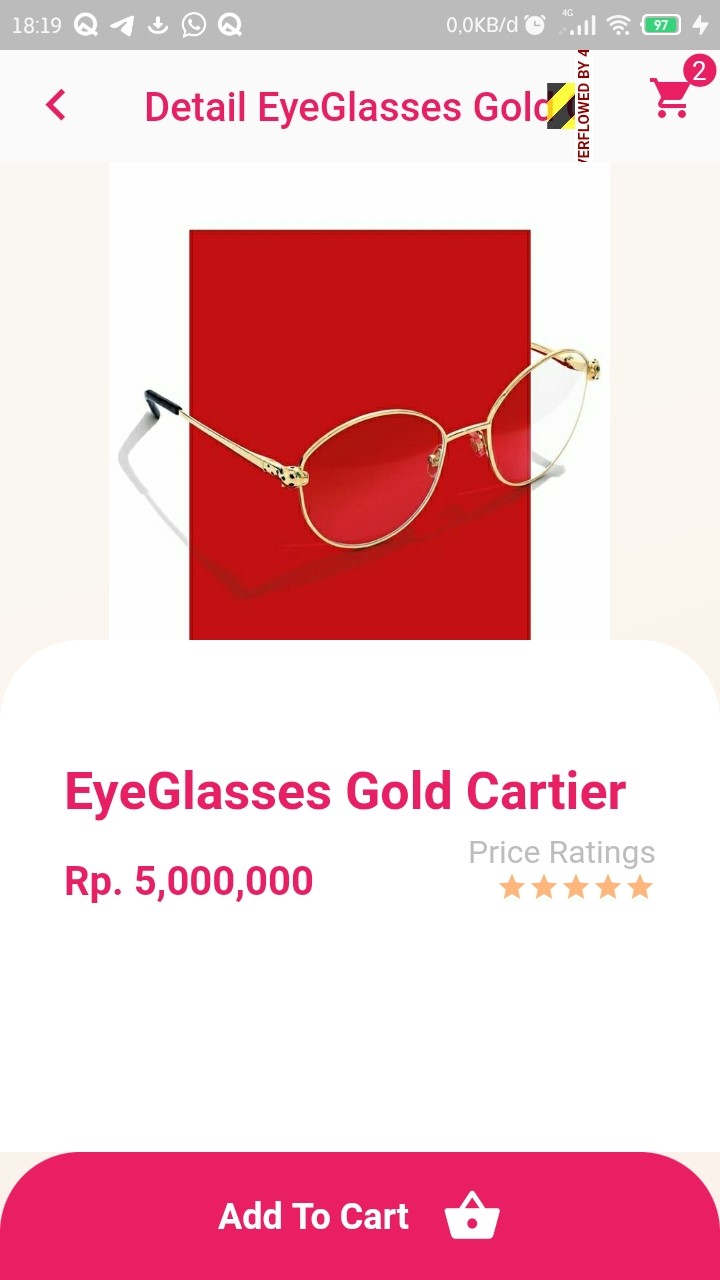 18:19 0,0KB/d 4G 97
Detail EyeGlasses Gold
VERFLOWED BY 4
2
EyeGlasses Gold Cartier
Price Ratings
Rp. 5,000,000
Add To Cart